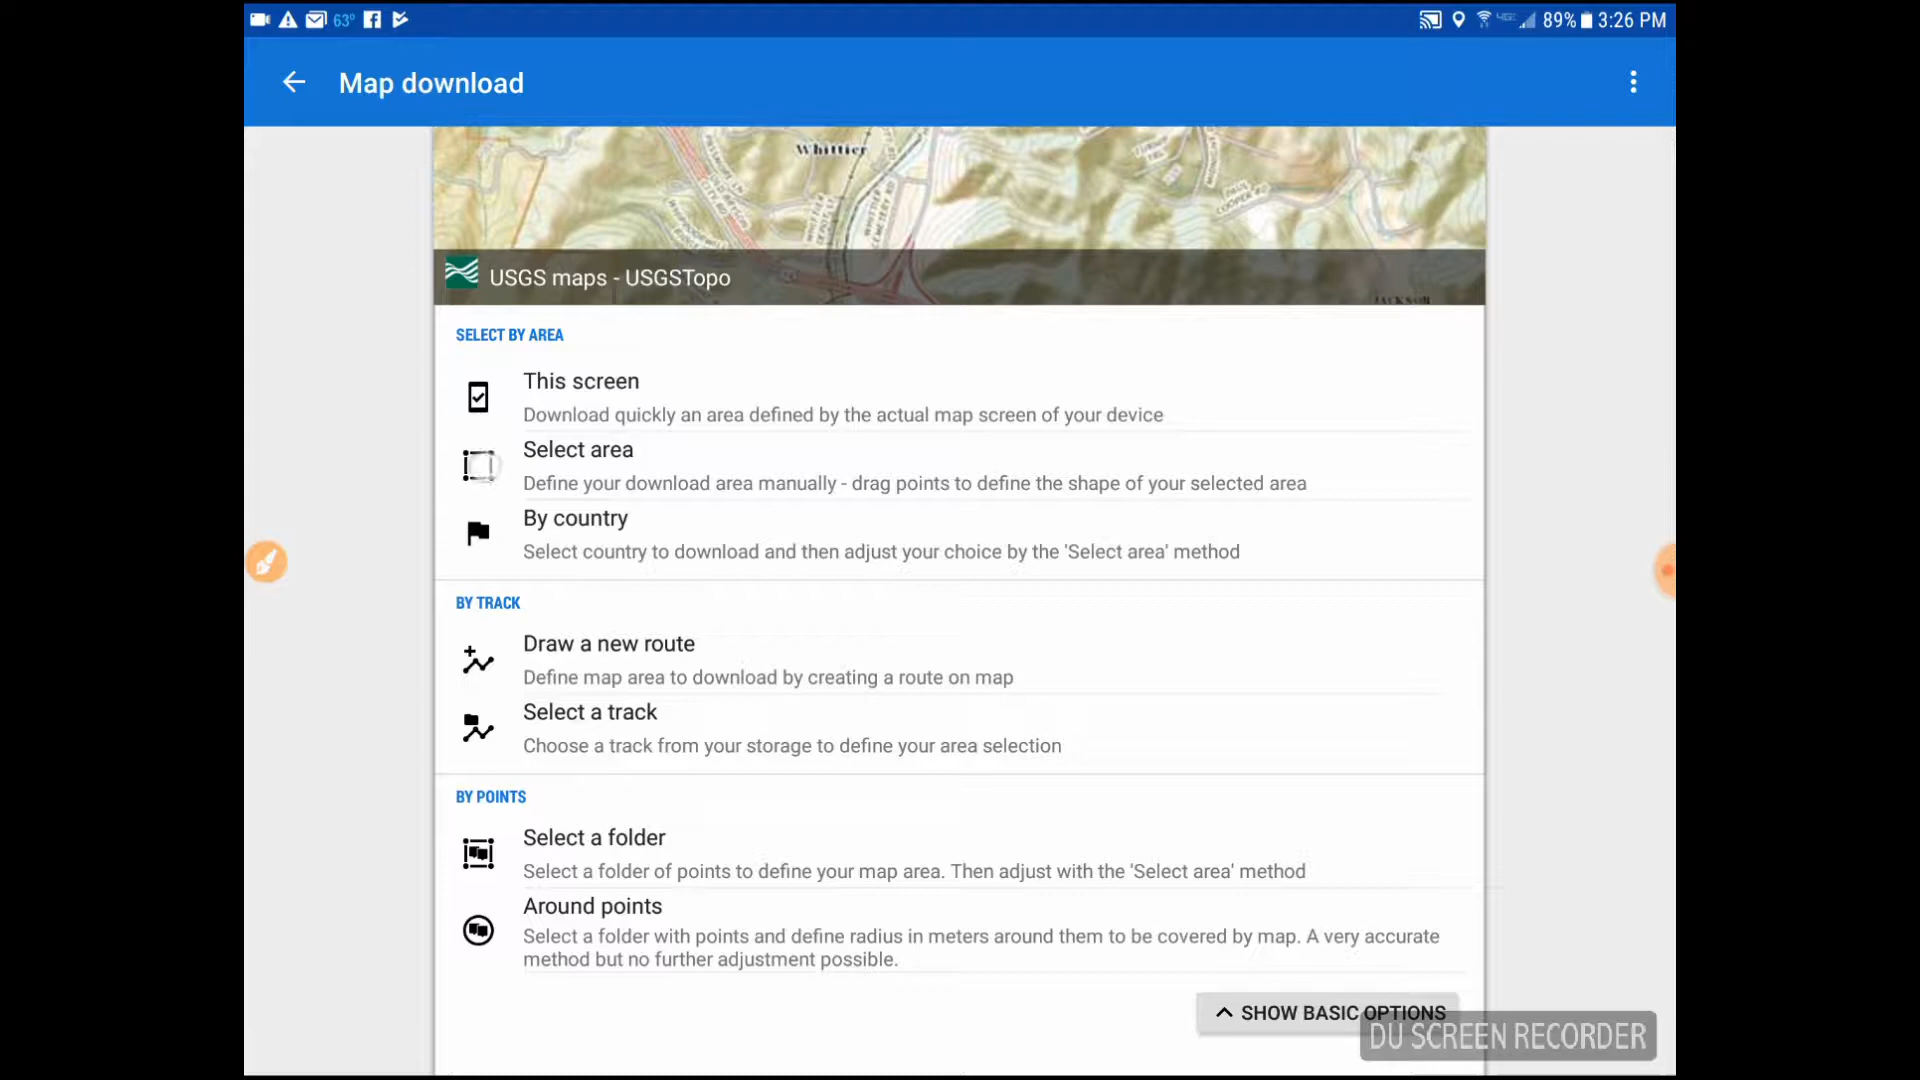 63° 89% 3:26 PM
Map download
Whittier
USGS maps - USGSTopo
JACKSON
SELECT BY AREA
This screen
Download quickly an area defined by the actual map screen of your device
Select area
Define your download area manually - drag points to define the shape of your selected area
By country
Select country to download and then adjust your choice by the 'Select area' method
BY TRACK
Draw a new route
Define map area to download by creating a route on map
Select a track
Choose a track from your storage to define your area selection
BY POINTS
Select a folder
Select a folder of points to define your map area. Then adjust with the 'Select area' method
Around points
Select a folder with points and define radius in meters around them to be covered by map. A very accurate
method but no further adjustment possible.
SHOW BASIC OPTIONS
DU SCREEN RECORDER